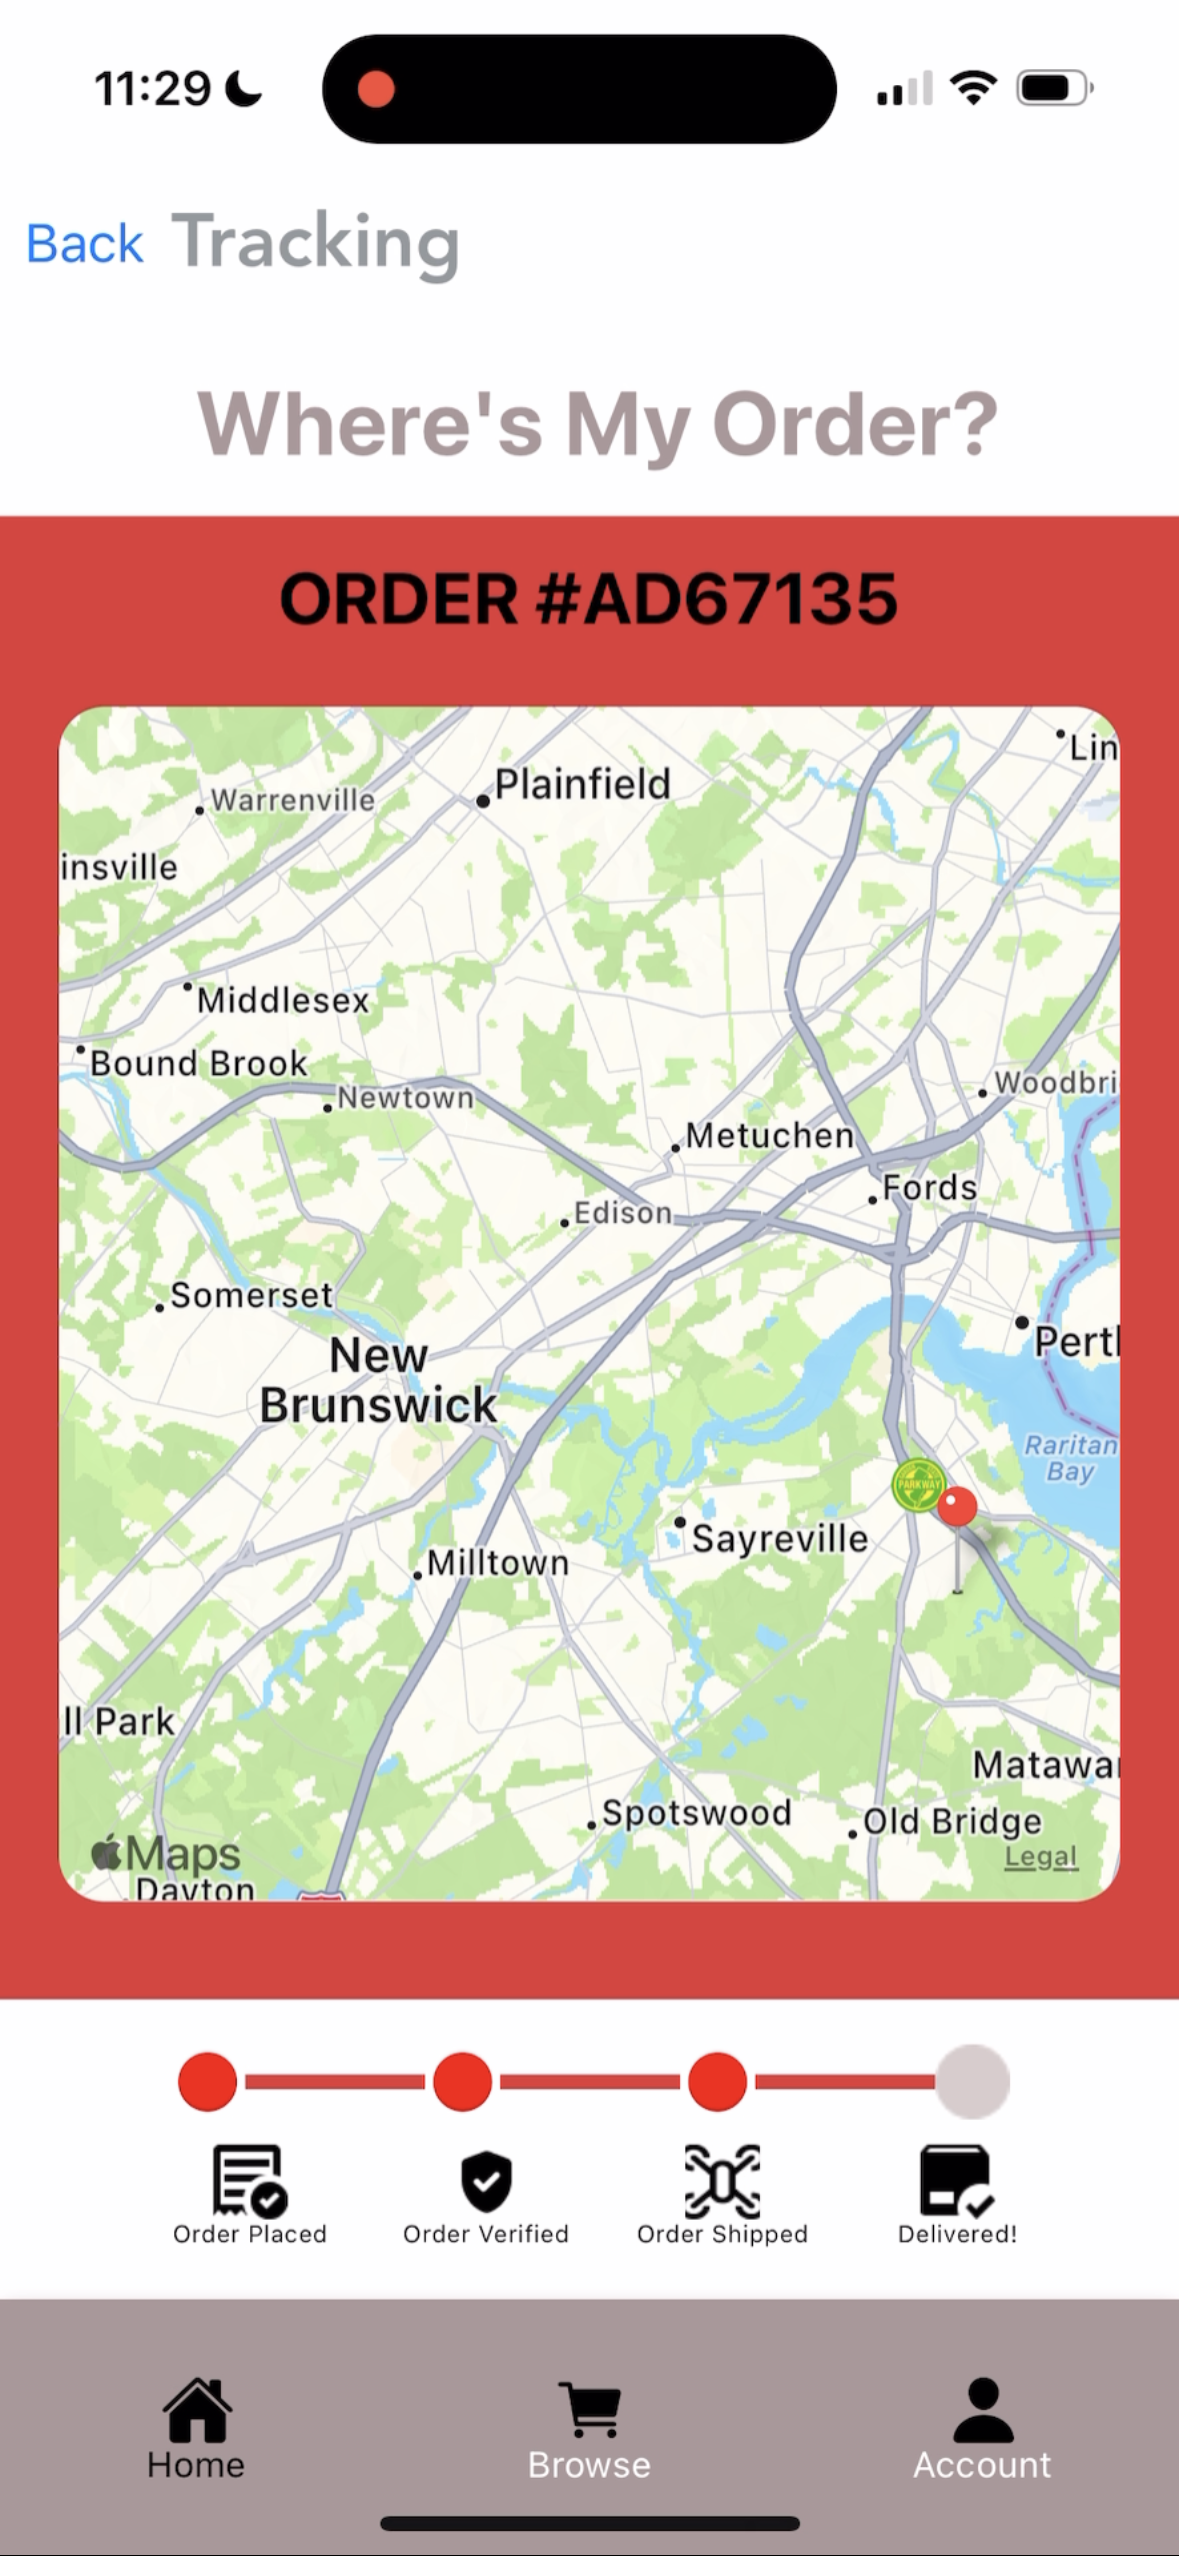 11:29
Back Tracking
Where's My Order?
ORDER #AD67135
Lin
Plainfield
Warrenville
insville
Middlesex
Bound Brook
Newtown
Woodbri
Metuchen
Fords
Edison
Somerset
Perth
New
Brunswick
Raritan
Bay
PARKWAY
Sayreville
Milltown
ll Park
Matawan
Spotswood
Old Bridge
Maps
Legal
Dayton
Order Placed
Order Verified
Order Shipped
Delivered!
Home
Browse
Account